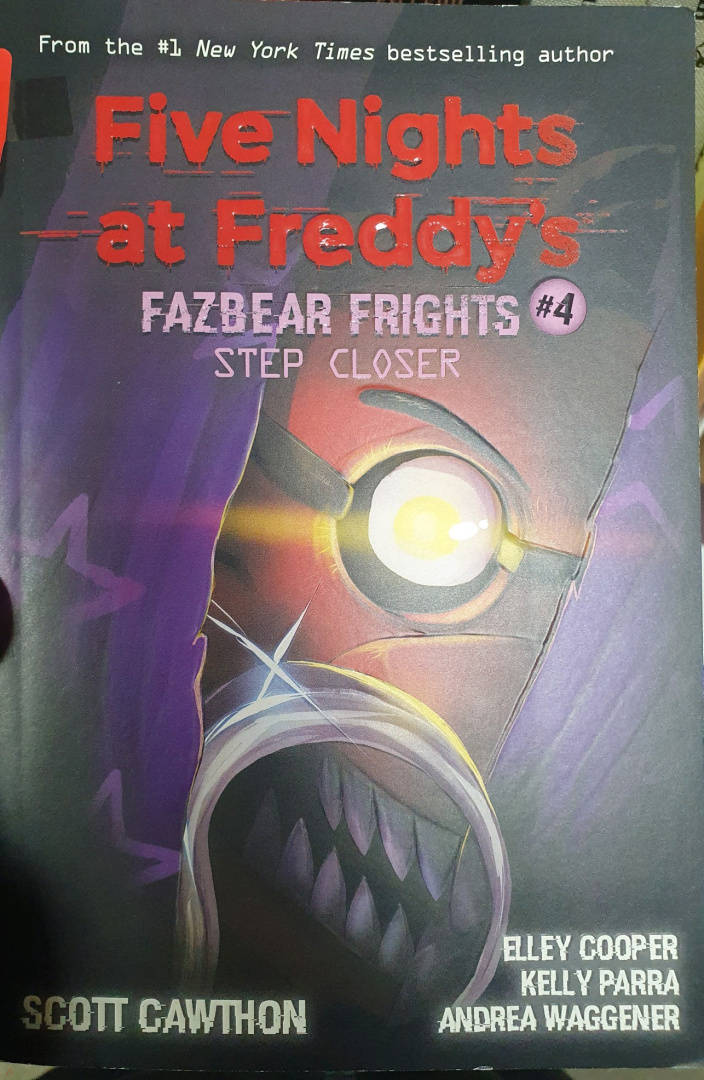 From the #1 New York Times bestselling author
Five Nights
at Freddy's
FAZBEAR FRIGHTS #4
STEP CLOSER
ELLEY COOPER
KELLY PARRA
ANDREA WAGGENER
SCOTT CAWTHON